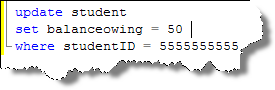 update student
set balanceowing = 50
where studentID = 5555555555